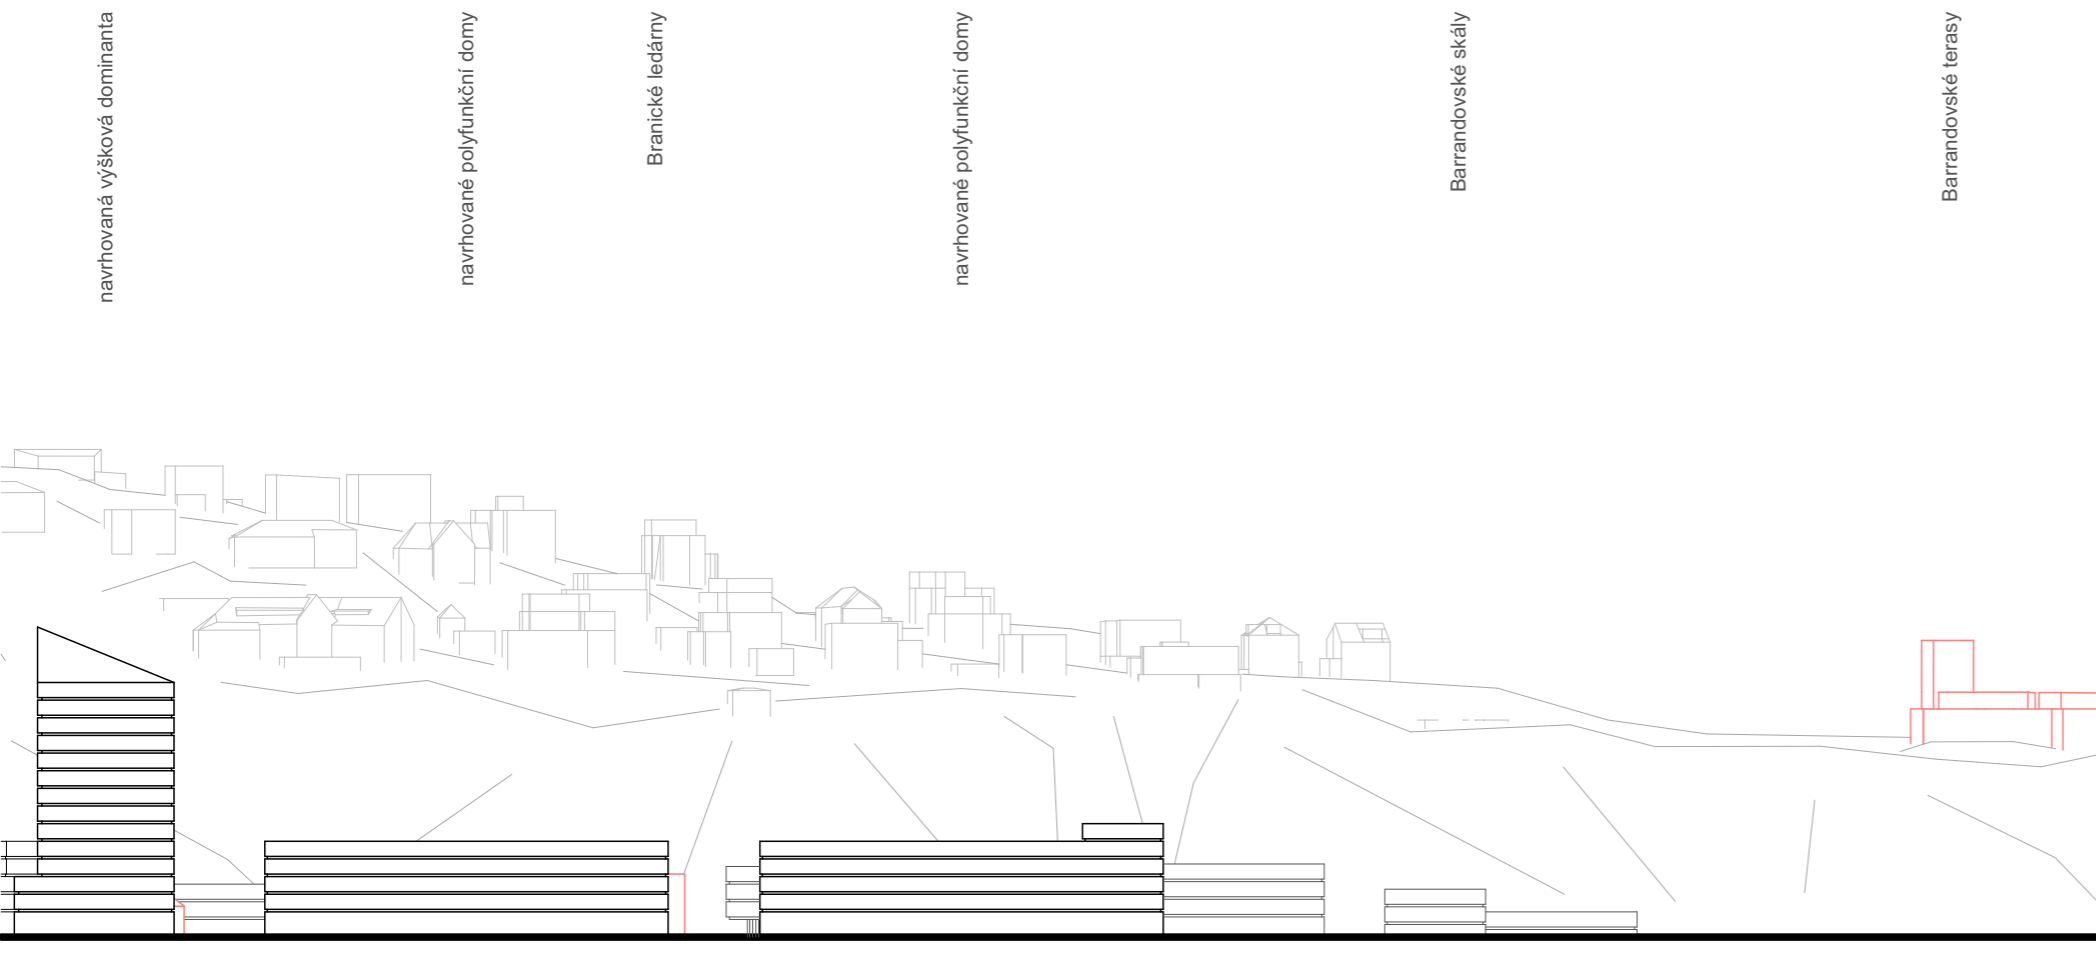 navrhovaná výšková dominanta
navrhované polyfunkční domy
Branické ledárny
navrhované polyfunkční domy
Barrandovské skály
Barrandovské terasy